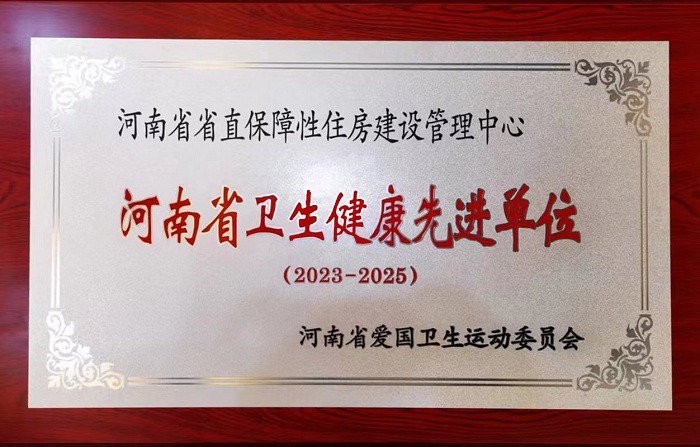 河南省省直保障性住房建设管理中心
河南省卫生健康先进单位
(2023-2025)
河南省爱国卫生运动委员会